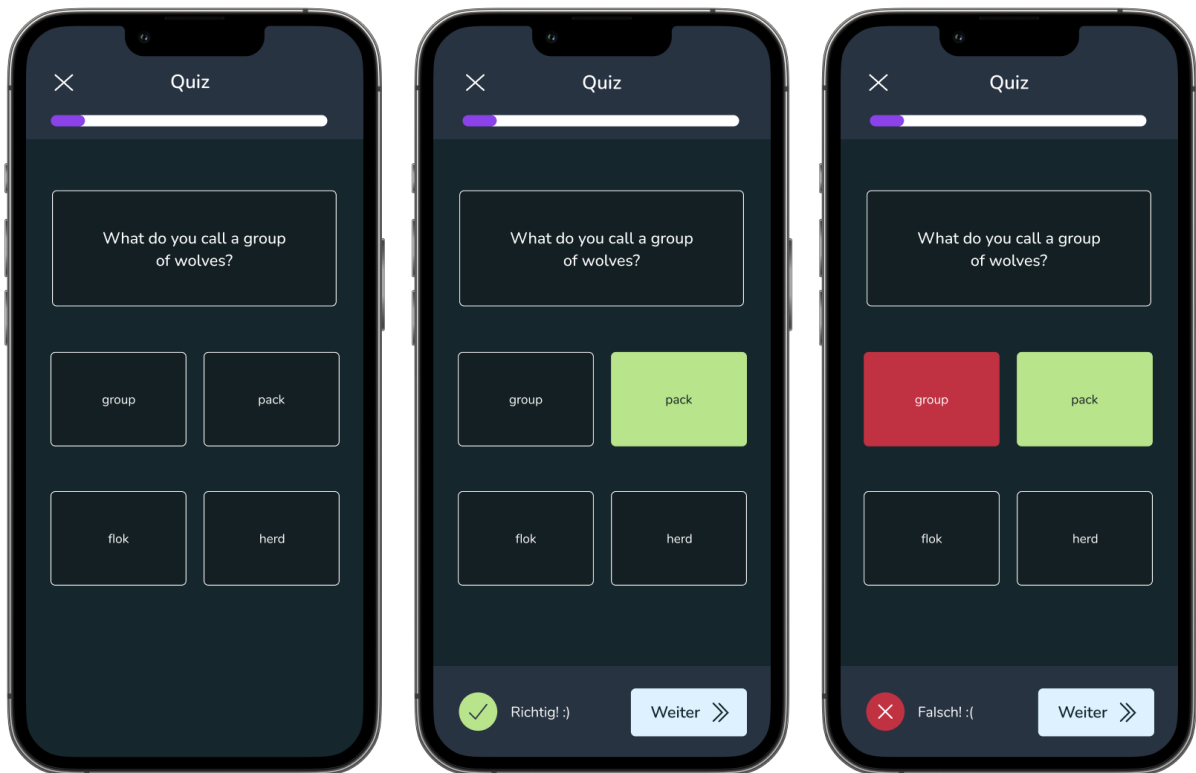 Quiz
What do you call a group
of wolves?
group
pack
flok
herd
Quiz
What do you call a group
of wolves?
group
pack
flok
herd
Richtig! :)
Weiter
Quiz
What do you call a group
of wolves?
group
pack
flok
herd
Falsch! :(
Weiter